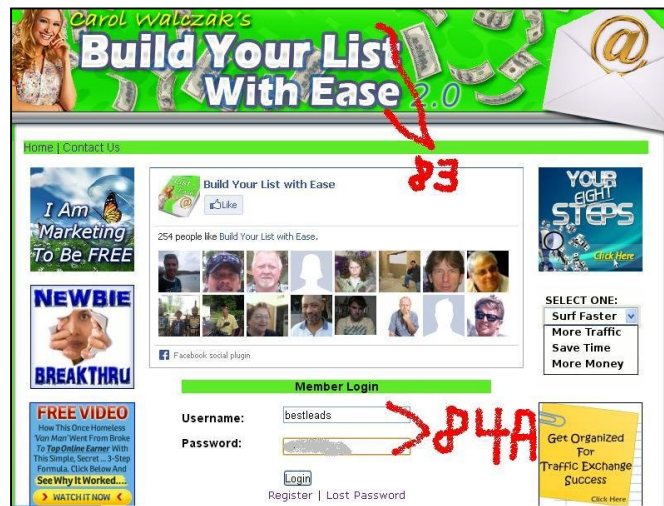 Carol Walczak's
Build Your List
With Ease 2.0
@
83
Home | Contact Us
I Am
Marketing
To Be FREE
Build Your List with Ease
Like
254 people like Build Your List with Ease.
Facebook social plugin
YOUR
EIGHT
STEPS
Click Here
NEWBIE
BREAKTHRU
SELECT ONE:
Surf Faster
More Traffic
Save Time
More Money
Member Login
Username: bestleads
Password:
84A
Login
Register | Lost Password
FREE VIDEO
How This Once Homeless
'Van Man' Went From Broke
To Top Online Earner With
This Simple, Secret ... 3-Step
Formula. Click Below And
See Why It Worked....
WATCH IT NOW
Get Organized
For
Traffic Exchange
Success
Click Here